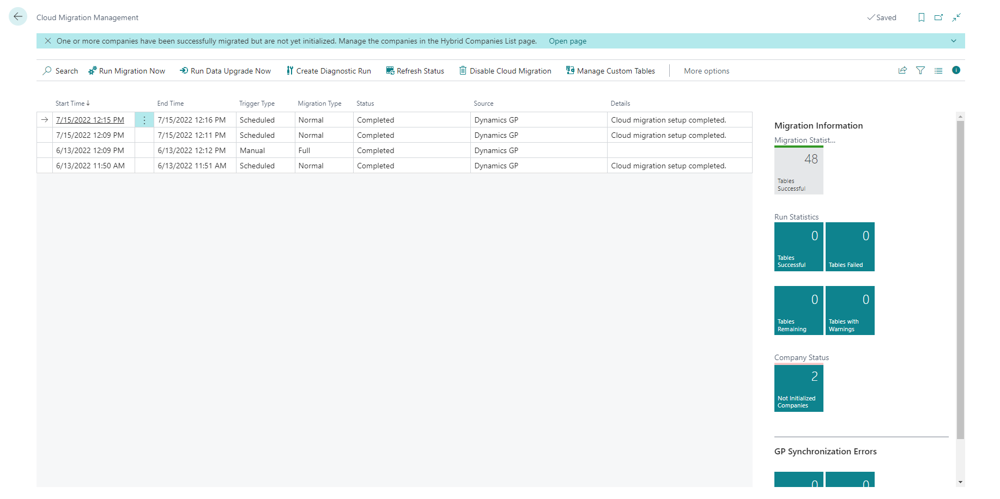 Cloud Migration Management
Saved
One or more companies have been successfully migrated but are not yet initialized. Manage the companies in the Hybrid Companies List page. Open page
Search Run Migration Now Run Data Upgrade Now Create Diagnostic Run Refresh Status Disable Cloud Migration Manage Custom Tables More options
Start Time↓ End Time Trigger Type Migration Type Status Source Details
7/15/2022 12:15 PM 7/15/2022 12:16 PM Scheduled Normal Completed Dynamics GP Cloud migration setup completed.
7/15/2022 12:09 PM 7/15/2022 12:11 PM Scheduled Normal Completed Dynamics GP Cloud migration setup completed.
6/13/2022 12:09 PM 6/13/2022 12:12 PM Manual Full Completed Dynamics GP
6/13/2022 11:50 AM 6/13/2022 11:51 AM Scheduled Normal Completed Dynamics GP Cloud migration setup completed.
Migration Information
Migration Statist...
48
Tables
Successful
Run Statistics
0
Tables
Successful
0
Tables Failed
0
Tables
Remaining
0
Tables with
Warnings
Company Status
2
Not Initialized
Companies
GP Synchronization Errors
0 0